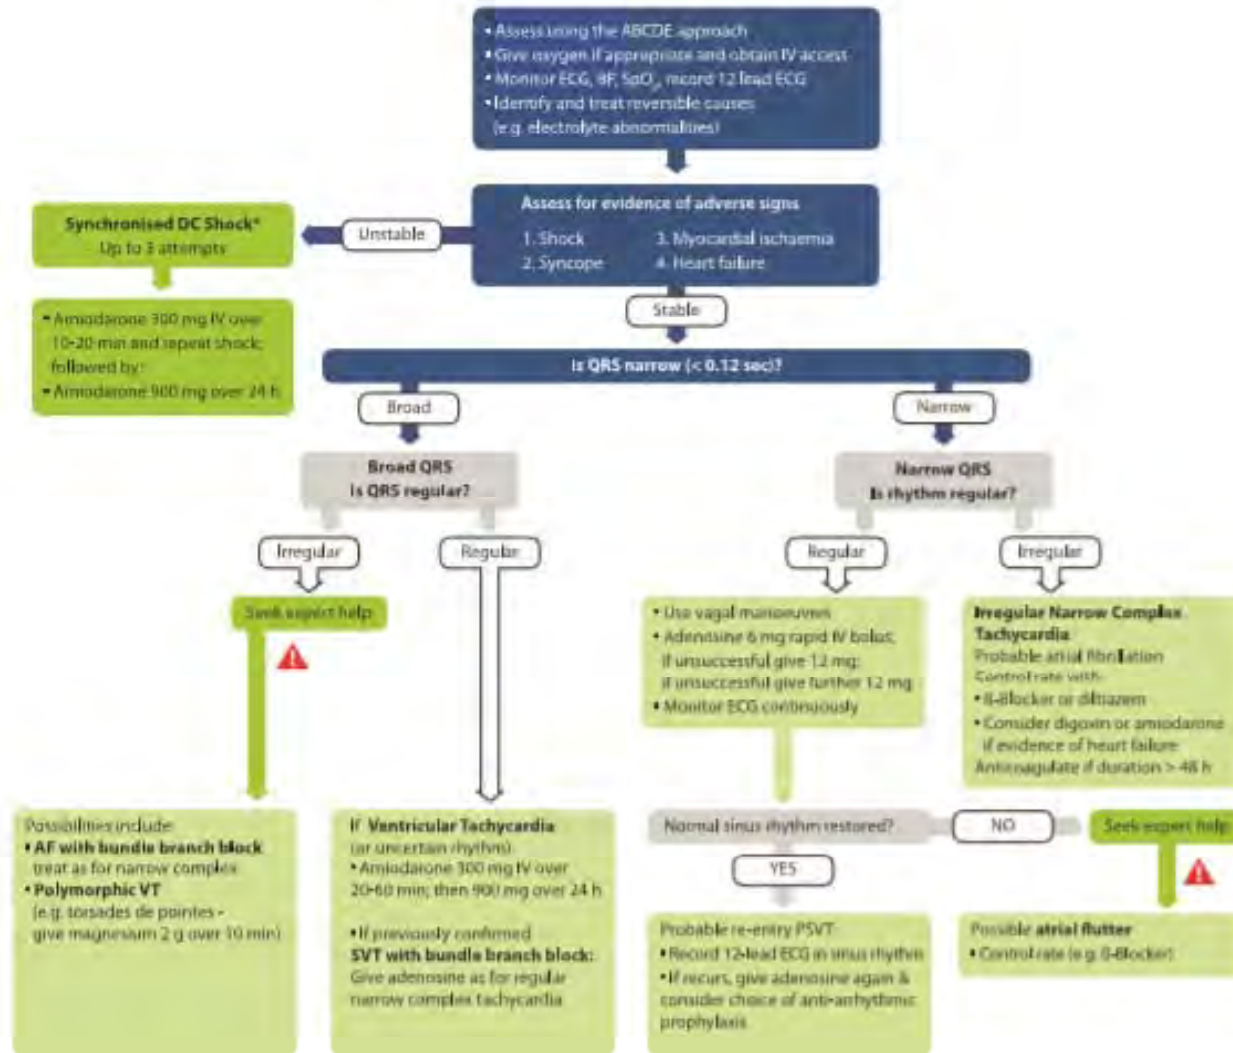 • Assess using the ABCDE approach
• Give oxygen if appropriate and obtain IV access
• Monitor ECG, BP, SpO₂, record 12 lead ECG
• Identify and treat reversible causes
(e.g. electrolyte abnormalities)
Assess for evidence of adverse signs
1. Shock 3. Myocardial ischaemia
2. Syncope 4. Heart failure
Unstable
Synchronised DC Shock*
Up to 3 attempts
• Amiodarone 300 mg IV over
10-20 min and repeat shock;
followed by:
• Amiodarone 900 mg over 24 h
Stable
Is QRS narrow (< 0.12 sec)?
Broad
Narrow
Broad QRS
Is QRS regular?
Narrow QRS
Is rhythm regular?
Irregular
Regular
Regular
Irregular
Seek expert help
Possibilities include:
• AF with bundle branch block
treat as for narrow complex
• Polymorphic VT
(e.g. torsades de pointes -
give magnesium 2 g over 10 min)
If Ventricular Tachycardia
(or uncertain rhythm):
• Amiodarone 300 mg IV over
20-60 min; then 900 mg over 24 h
• If previously confirmed
SVT with bundle branch block:
Give adenosine as for regular
narrow complex tachycardia
• Use vagal manoeuvres
• Adenosine 6 mg rapid IV bolus;
if unsuccessful give 12 mg;
if unsuccessful give further 12 mg.
• Monitor ECG continuously
Irregular Narrow Complex
Tachycardia
Probable atrial fibrillation
Control rate with:
• ß-Blocker or diltiazem
• Consider digoxin or amiodarone
if evidence of heart failure
Anticoagulate if duration > 48 h
Normal sinus rhythm restored?
NO
Seek expert help
YES
Probable re-entry PSVT:
• Record 12-lead ECG in sinus rhythm
• If recurs, give adenosine again &
consider choice of anti-arrhythmic
prophylaxis
Possible atrial flutter
• Control rate (e.g. ß-Blocker)